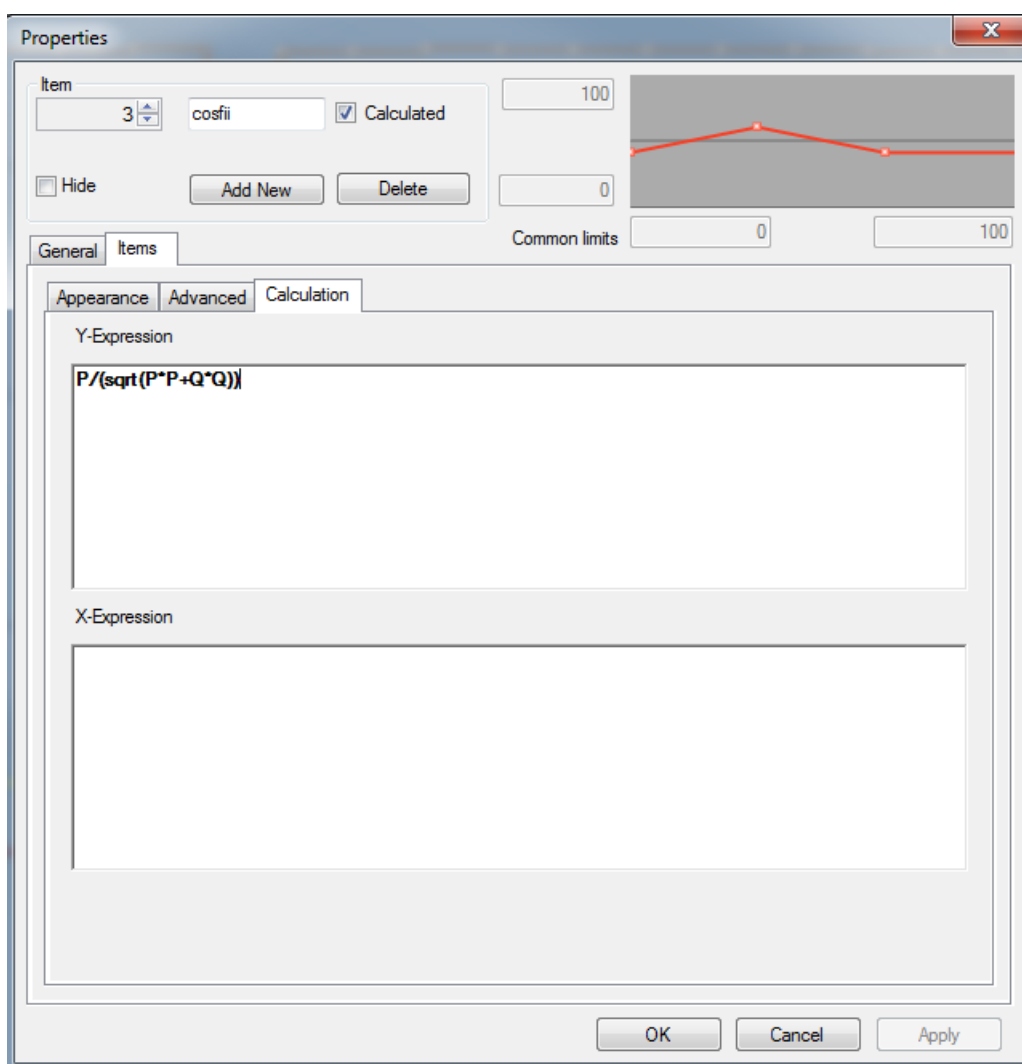 Properties
Item
3
cosfii
Calculated
Hide
Add New
Delete
100
0
Common limits
0
100
General
Items
Appearance
Advanced
Calculation
Y-Expression
P/(sqrt(P*P+Q*Q))
X-Expression
OK
Cancel
Apply